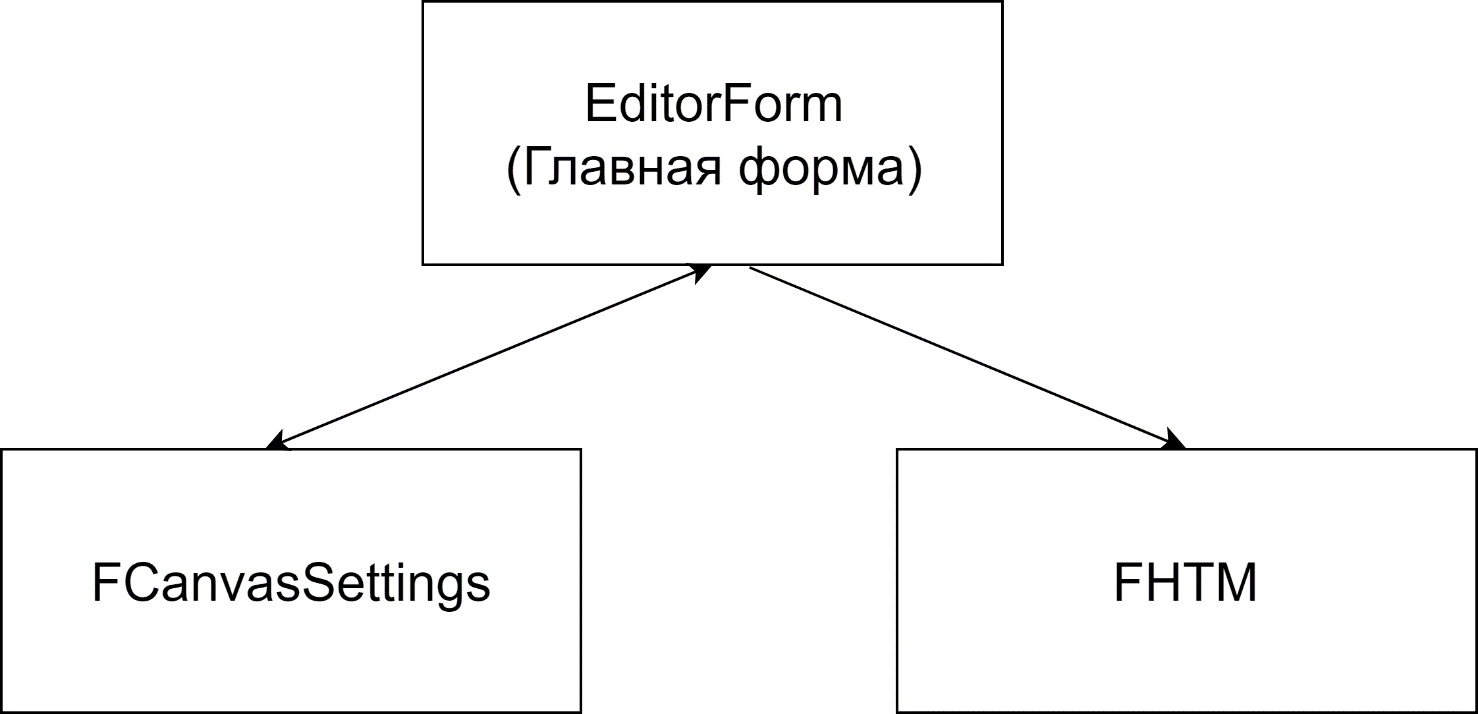 EditorForm
(Главная форма)
FCanvasSettings
FHTM